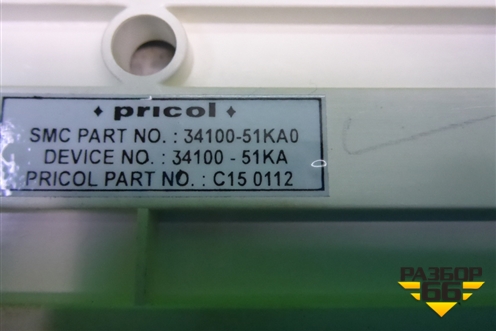 pricol
SMC PART NO. : 34100-51KA0
DEVICE NO. : 34100 - 51KA
PRICOL PART NO. : C15 0112
РАЗБОР
66